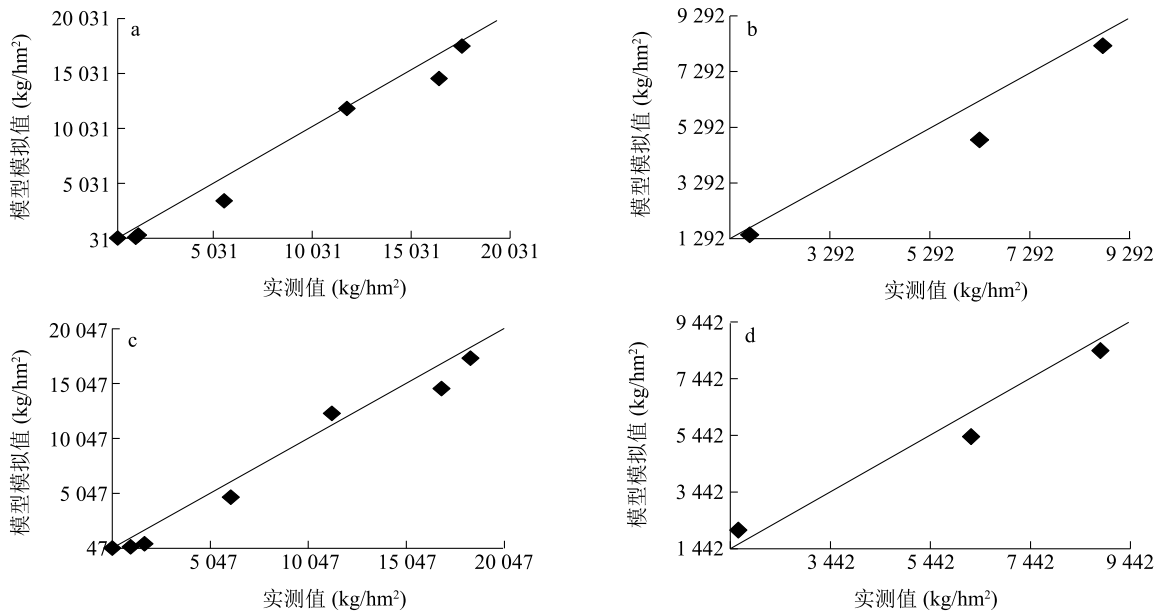 a
20 031
15 031
10 031
5 031
31
5 031 10 031 15 031 20 031
模型模拟值 (kg/hm²)
实测值 (kg/hm²)
b
9 292
7 292
5 292
3 292
1 292
3 292 5 292 7 292 9 292
模型模拟值 (kg/hm²)
实测值 (kg/hm²)
c
20 047
15 047
10 047
5 047
47
5 047 10 047 15 047 20 047
模型模拟值 (kg/hm²)
实测值 (kg/hm²)
d
9 442
7 442
5 442
3 442
1 442
3 442 5 442 7 442 9 442
模型模拟值 (kg/hm²)
实测值 (kg/hm²)